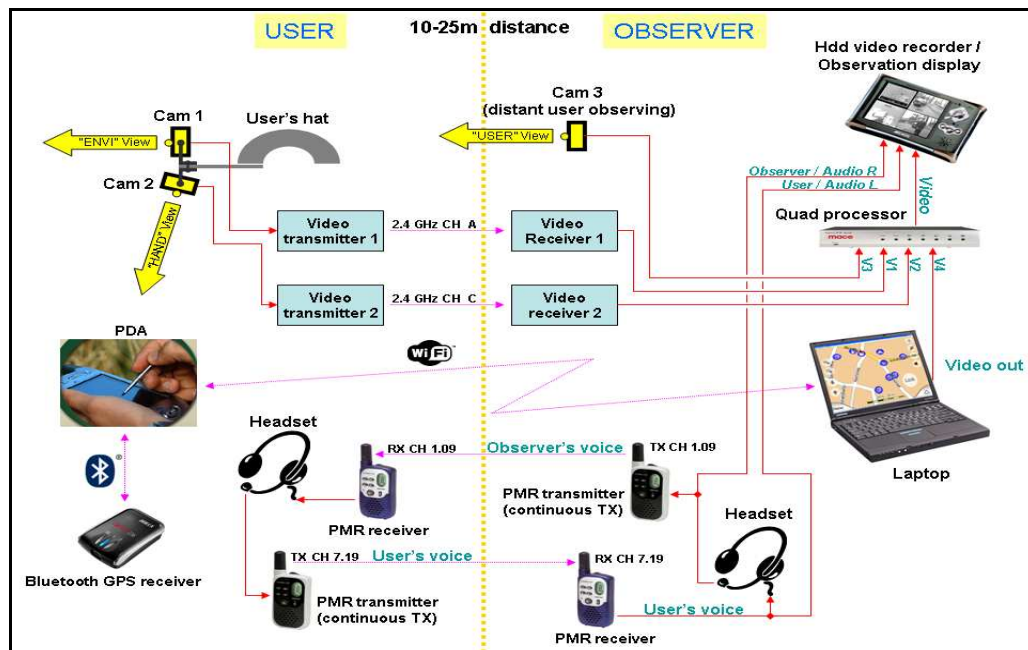 USER
10-25m distance
OBSERVER
Hdd video recorder /
Observation display
Cam 1
User's hat
Cam 3
(distant user observing)
"ENVI" View
"USER" View
Cam 2
"HAND" View
Observer / Audio R
User / Audio L
Video
Quad processor
mace
Video
transmitter 1
2.4 GHz CH A
Video
Receiver 1
V3
V1
V2
V4
Video
transmitter 2
2.4 GHz CH C
Video
receiver 2
PDA
WiFi
Video out
Laptop
Headset
RX CH 1.09
Observer's voice
TX CH 1.09
PMR receiver
PMR transmitter
(continuous TX)
Headset
Bluetooth GPS receiver
TX CH 7.19
User's voice
RX CH 7.19
PMR transmitter
(continuous TX)
User's voice
PMR receiver